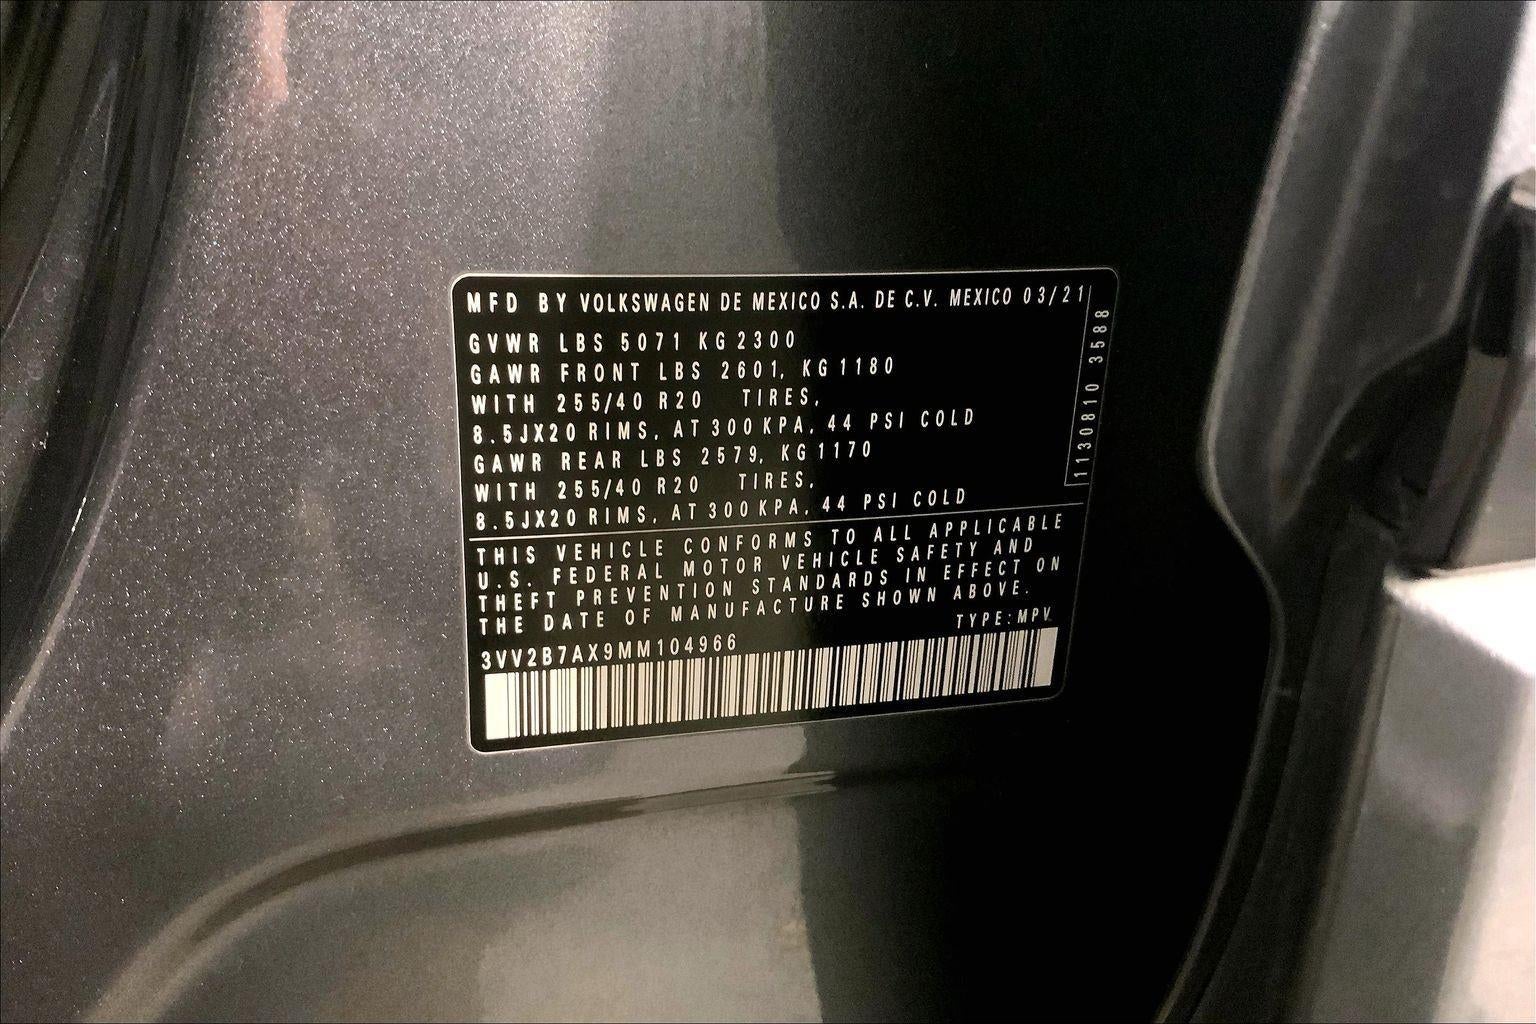 MFD BY VOLKSWAGEN DE MEXICO S.A. DE C.V. MEXICO 03/21
GVWR LBS 5071 KG 2300
GAWR FRONT LBS 2601, KG 1180
WITH 255/40 R20 TIRES,
8.5JX20 RIMS, AT 300 KPA, 44 PSI COLD
GAWR REAR LBS 2579, KG 1170
WITH 255/40 R20 TIRES,
8.5JX20 RIMS, AT 300 KPA, 44 PSI COLD
1130810 3588
THIS VEHICLE CONFORMS TO ALL APPLICABLE
U.S. FEDERAL MOTOR VEHICLE SAFETY AND
THEFT PREVENTION STANDARDS IN EFFECT ON
THE DATE OF MANUFACTURE SHOWN ABOVE.
TYPE: MPV
3VV2B7AX9MM104966